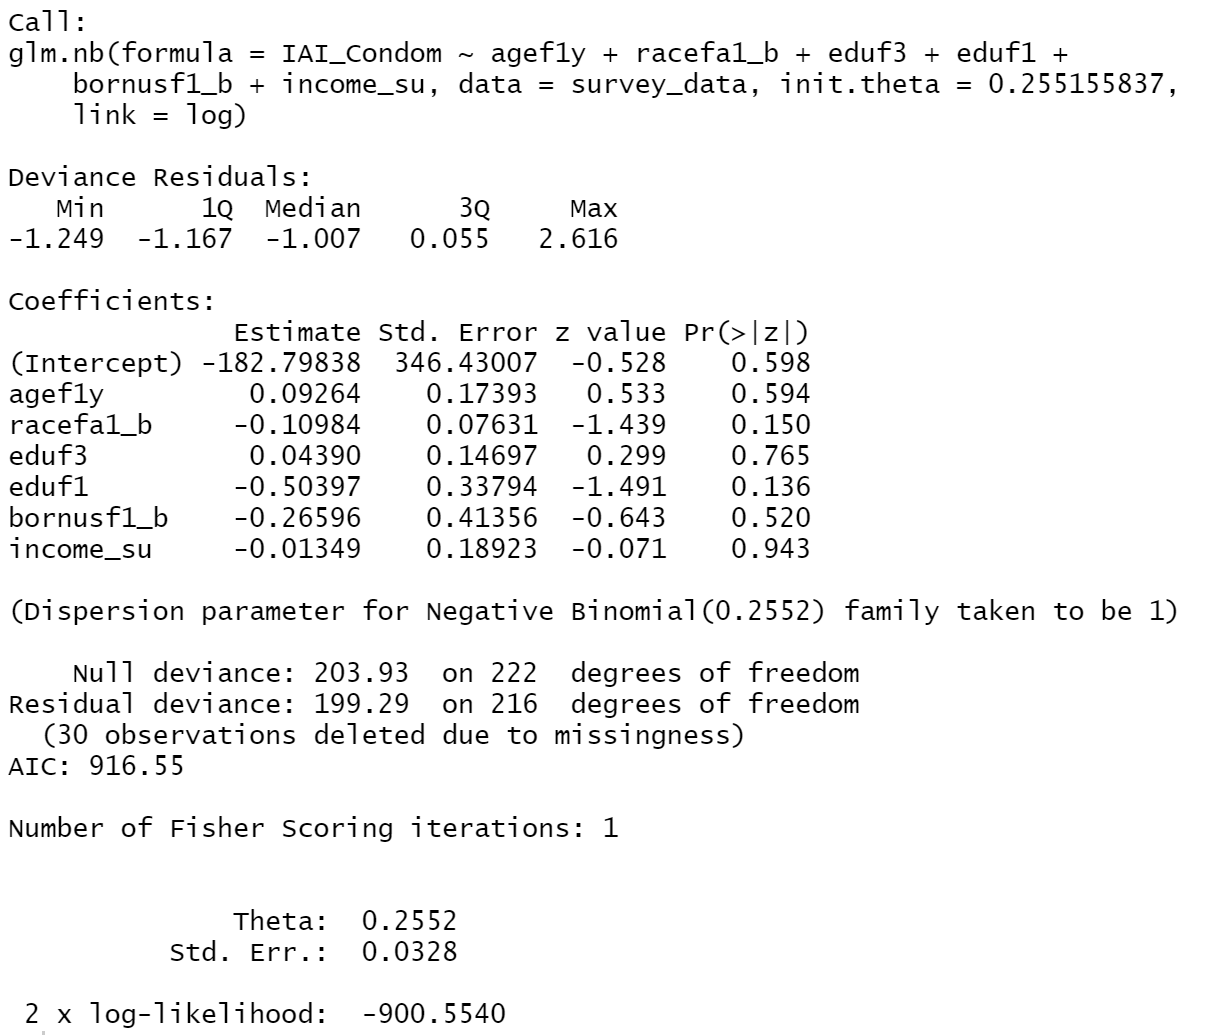 Call:
glm.nb(formula = IAI_Condom ~ agef1y + racefa1_b + eduf3 + eduf1 +
    bornusf1_b + income_su, data = survey_data, init.theta = 0.255155837,
    link = log)

Deviance Residuals:
   Min      1Q  Median      3Q     Max
-1.249  -1.167  -1.007   0.055   2.616

Coefficients:
              Estimate Std. Error z value Pr(>|z|)
(Intercept) -182.79838  346.43007  -0.528    0.598
agef1y         0.09264    0.17393   0.533    0.594
racefa1_b     -0.10984    0.07631  -1.439    0.150
eduf3          0.04390    0.14697   0.299    0.765
eduf1         -0.50397    0.33794  -1.491    0.136
bornusf1_b    -0.26596    0.41356  -0.643    0.520
income_su     -0.01349    0.18923  -0.071    0.943

(Dispersion parameter for Negative Binomial(0.2552) family taken to be 1)

    Null deviance: 203.93  on 222  degrees of freedom
Residual deviance: 199.29  on 216  degrees of freedom
  (30 observations deleted due to missingness)
AIC: 916.55

Number of Fisher Scoring iterations: 1


              Theta:  0.2552
          Std. Err.:  0.0328

 2 x log-likelihood:  -900.5540